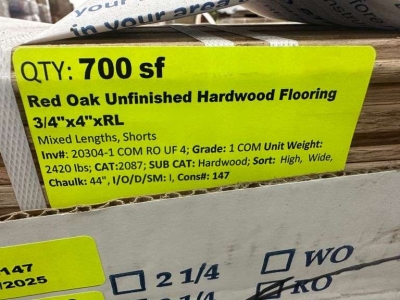 your
in your area
QTY: 700 sf
Red Oak Unfinished Hardwood Flooring
3/4"x4"xRL
Mixed Lengths, Shorts
Inv#: 20304-1 COM RO UF 4; Grade: 1 COM Unit Weight:
2420 lbs; CAT:2087; SUB CAT: Hardwood; Sort: High, Wide,
Chaulk: 44", I/O/D/SM: I, Cons#: 147
147
2025
2 1/4
WO
RO